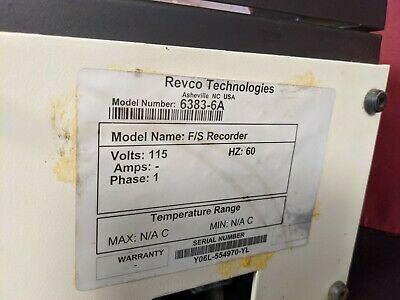 Revco Technologies
Asheville NC USA
Model Number: 6383-6A
Model Name: F/S Recorder
Volts: 115 HZ: 60
Amps: -
Phase: 1
Temperature Range
MAX: N/A C MIN: N/A C
WARRANTY SERIAL NUMBER
Y06L-554970-YL